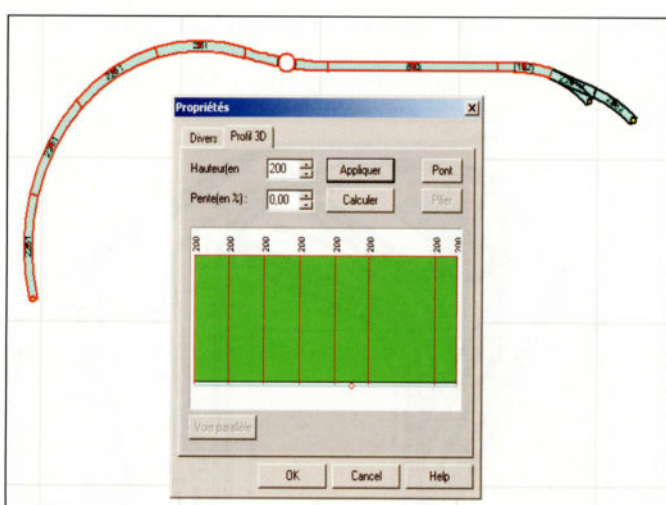 Propriétés
Divers Profil 3D
Hauteur(en 200 Appliquer Pont
Pente(en %) : 0,00 Calculer Pilier
200 200 200 200 200 200 200 200
Voie parallèle
OK Cancel Help